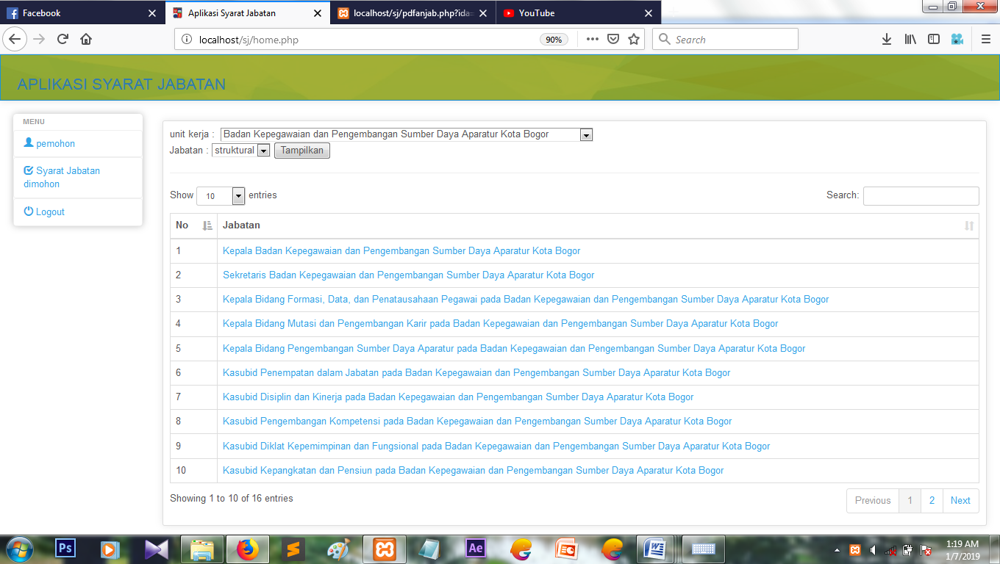 Facebook
Aplikasi Syarat Jabatan
localhost/sj/pdfanjab.php?ida=
YouTube
localhost/sj/home.php
90%
Search
APLIKASI SYARAT JABATAN
MENU
pemohon
Syarat Jabatan
dimohon
Logout
unit kerja : Badan Kepegawaian dan Pengembangan Sumber Daya Aparatur Kota Bogor
Jabatan : struktural Tampilkan
Show 10 entries
Search:
No Jabatan
1 Kepala Badan Kepegawaian dan Pengembangan Sumber Daya Aparatur Kota Bogor
2 Sekretaris Badan Kepegawaian dan Pengembangan Sumber Daya Aparatur Kota Bogor
3 Kepala Bidang Formasi, Data, dan Penatausahaan Pegawai pada Badan Kepegawaian dan Pengembangan Sumber Daya Aparatur Kota Bogor
4 Kepala Bidang Mutasi dan Pengembangan Karir pada Badan Kepegawaian dan Pengembangan Sumber Daya Aparatur Kota Bogor
5 Kepala Bidang Pengembangan Sumber Daya Aparatur pada Badan Kepegawaian dan Pengembangan Sumber Daya Aparatur Kota Bogor
6 Kasubid Penempatan dalam Jabatan pada Badan Kepegawaian dan Pengembangan Sumber Daya Aparatur Kota Bogor
7 Kasubid Disiplin dan Kinerja pada Badan Kepegawaian dan Pengembangan Sumber Daya Aparatur Kota Bogor
8 Kasubid Pengembangan Kompetensi pada Badan Kepegawaian dan Pengembangan Sumber Daya Aparatur Kota Bogor
9 Kasubid Diklat Kepemimpinan dan Fungsional pada Badan Kepegawaian dan Pengembangan Sumber Daya Aparatur Kota Bogor
10 Kasubid Kepangkatan dan Pensiun pada Badan Kepegawaian dan Pengembangan Sumber Daya Aparatur Kota Bogor
Showing 1 to 10 of 16 entries
Previous 1 2 Next
Ps
Ae
1:19 AM
1/7/2019